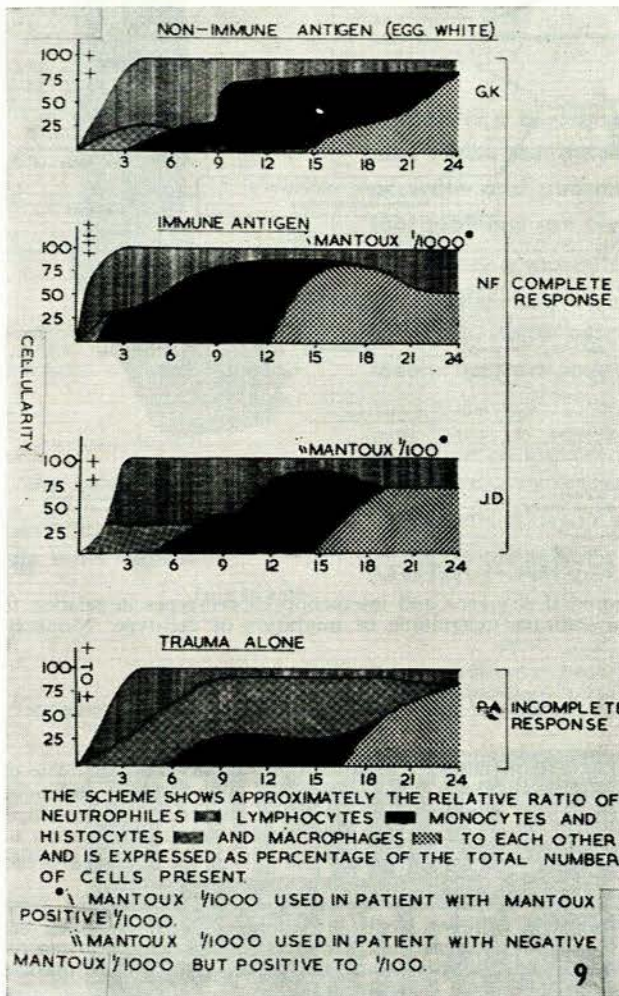 NON-IMMUNE ANTIGEN (EGG WHITE)
100
75
50
25
++
3 6 9 12 15 18 21 24
G.K
IMMUNE ANTIGEN
\MANTOUX 1/1000•
100
75
50
25
++++
3 6 9 12 15 18 21 24
NF COMPLETE
RESPONSE
CELLULARITY
\\MANTOUX 1/100•
100
75
50
25
++
3 6 9 12 15 18 21 24
J.D
TRAUMA ALONE
100
75
50
25
+ TO ++
3 6 9 12 15 18 21 24
P.A INCOMPLETE
RESPONSE
THE SCHEME SHOWS APPROXIMATELY THE RELATIVE RATIO OF
NEUTROPHILES LYMPHOCYTES MONOCYTES AND
HISTOCYTES AND MACROPHAGES TO EACH OTHER
AND IS EXPRESSED AS PERCENTAGE OF THE TOTAL NUMBER
OF CELLS PRESENT.
•\ MANTOUX 1/1000 USED IN PATIENT WITH MANTOUX
POSITIVE 1/1000.
\\MANTOUX 1/1000 USED IN PATIENT WITH NEGATIVE
MANTOUX 1/1000 BUT POSITIVE TO 1/100.
9